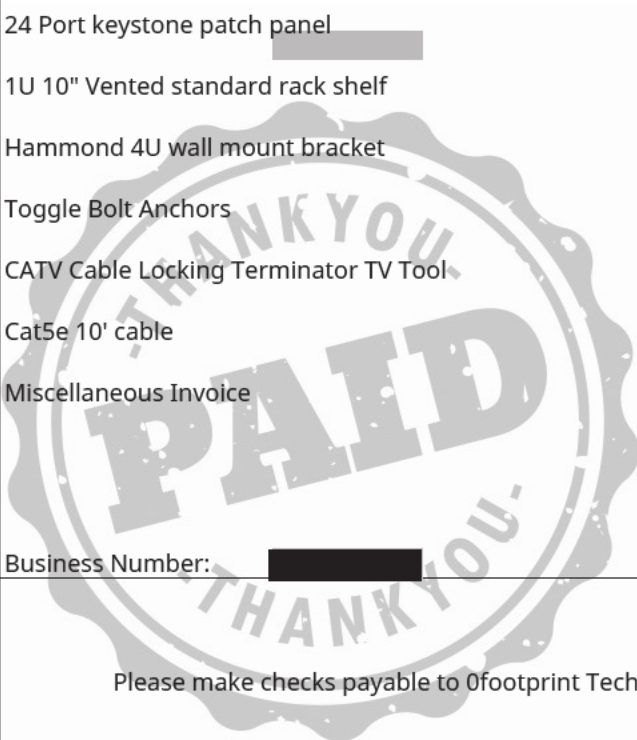 24 Port keystone patch panel
1U 10" Vented standard rack shelf
Hammond 4U wall mount bracket
Toggle Bolt Anchors
-THANK YOU-
CATV Cable Locking Terminator TV Tool
Cat5e 10' cable
PAID
Miscellaneous Invoice
Business Number:
-THANK YOU-
Please make checks payable to 0footprint Tech